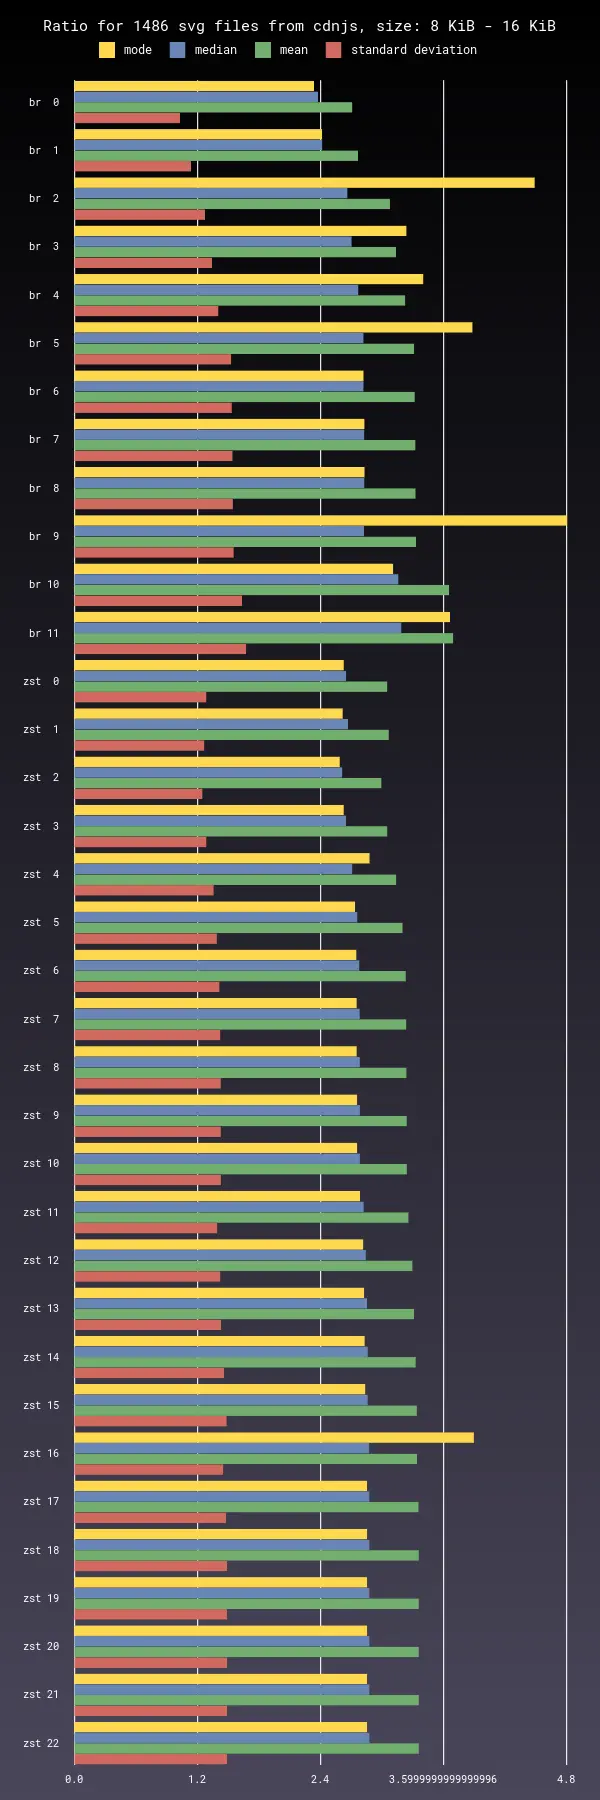 Ratio for 1486 svg files from cdnjs, size: 8 KiB - 16 KiB
mode median mean standard deviation
br 0
br 1
br 2
br 3
br 4
br 5
br 6
br 7
br 8
br 9
br 10
br 11
zst 0
zst 1
zst 2
zst 3
zst 4
zst 5
zst 6
zst 7
zst 8
zst 9
zst 10
zst 11
zst 12
zst 13
zst 14
zst 15
zst 16
zst 17
zst 18
zst 19
zst 20
zst 21
zst 22
0.0 1.2 2.4 3.5999999999999996 4.8